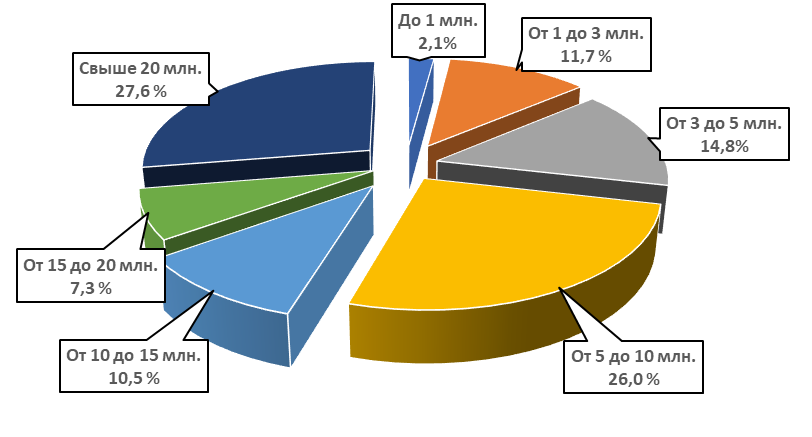 До 1 млн.
2,1%
От 1 до 3 млн.
11,7 %
От 3 до 5 млн.
14,8%
От 5 до 10 млн.
26,0 %
От 10 до 15 млн.
10,5 %
От 15 до 20 млн.
7,3 %
Свыше 20 млн.
27,6 %